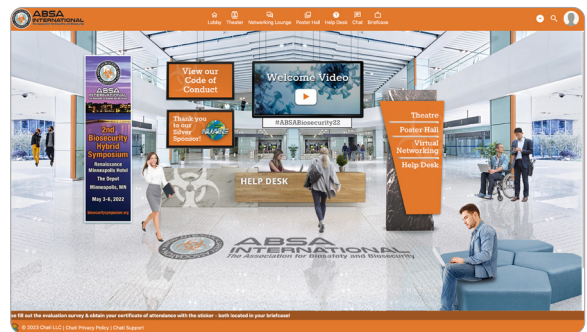 ABSA
INTERNATIONAL
Lobby Theater Networking Lounge Poster Hall Help Desk Chat Briefcase
View our
Code of
Conduct
Welcome Video
ABSA
INTERNATIONAL
Thank you
to our
Silver
Sponsor!
#ABSABiosecurity22
Theatre
Poster Hall
Virtual
Networking
Help Desk
2nd
Biosecurity
Hybrid
Symposium
Renaissance
Minneapolis Hotel
The Depot
Minneapolis, MN
May 3-6, 2022
HELP DESK
ABSA
INTERNATIONAL
The Association for Biosafety and Biosecurity
se fill out the evaluation survey & obtain your certificate of attendance with the sticker - both located in your briefcase!
© 2023 Chati LLC | Chati Privacy Policy | Chati Support